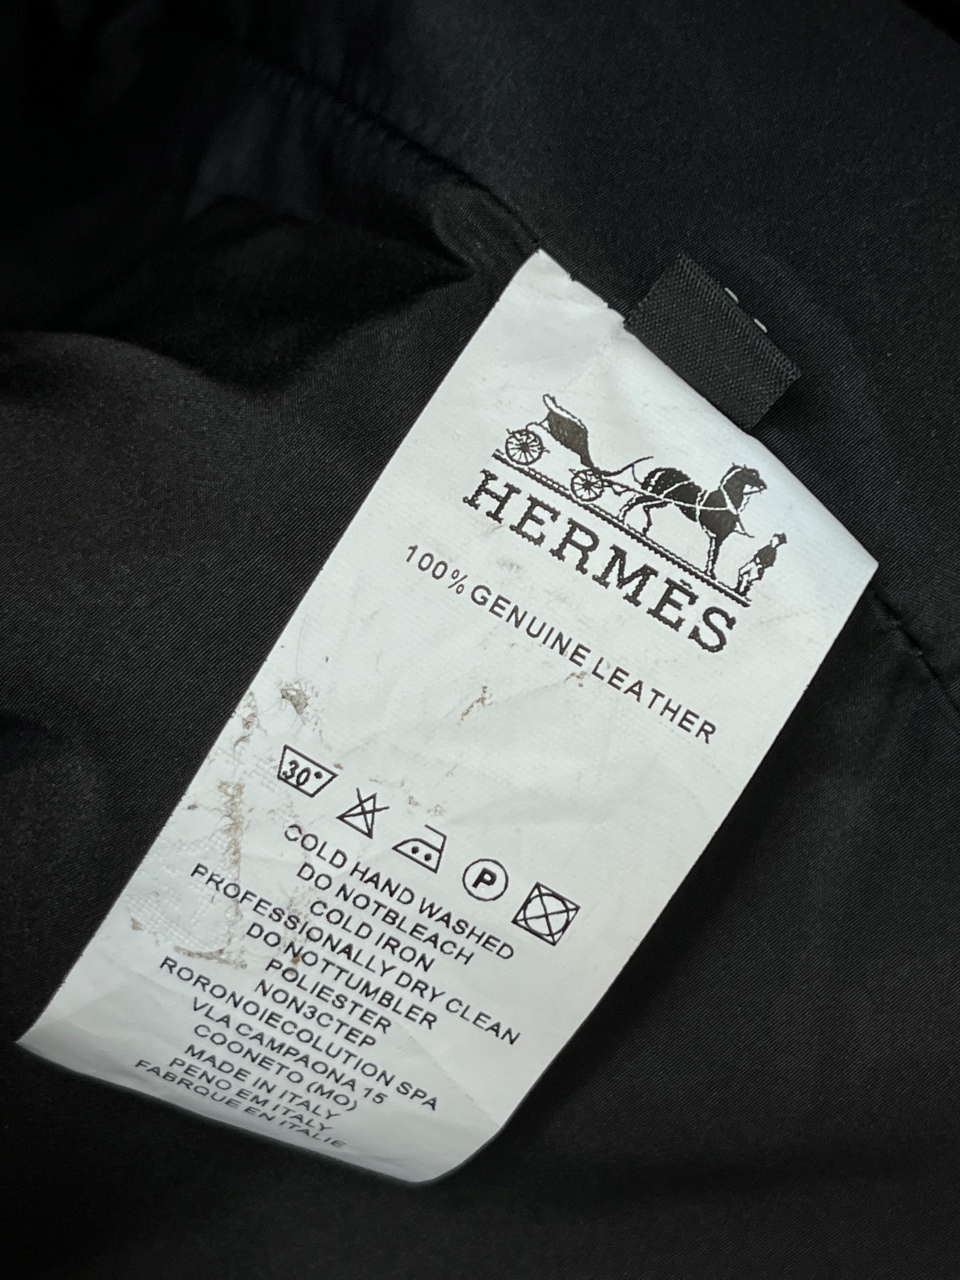 HERMÈS
100% GENUINE LEATHER
30°
P
COLD HAND WASHED
DO NOTBLEACH
COLD IRON
PROFESSIONALLY DRY CLEAN
DO NOTTUMBLER
POLIESTER
NON3CTEP
RORONOIECOLUTION SPA
VLA CAMPAONA 15
COONETO (MO)
MADE IN ITALY
PENO EM ITALY
FABRQUE EN ITALIE